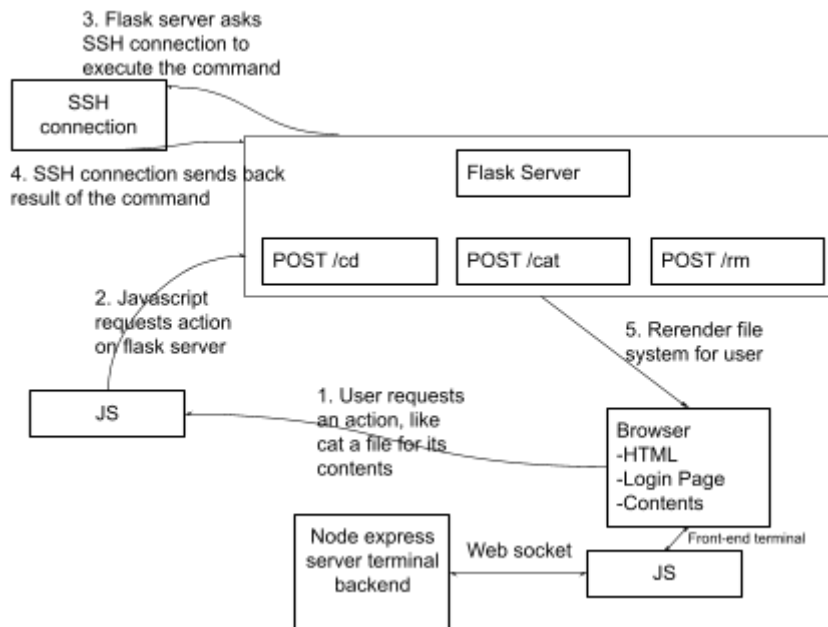 3. Flask server asks
SSH connection to
execute the command
SSH
connection
4. SSH connection sends back
result of the command
Flask Server
POST /cd
POST /cat
POST /rm
2. Javascript
requests action
on flask server
5. Rerender file
system for user
1. User requests
an action, like
cat a file for its
contents
JS
Browser
-HTML
-Login Page
-Contents
Front-end terminal
Node express
server terminal
backend
Web socket
JS